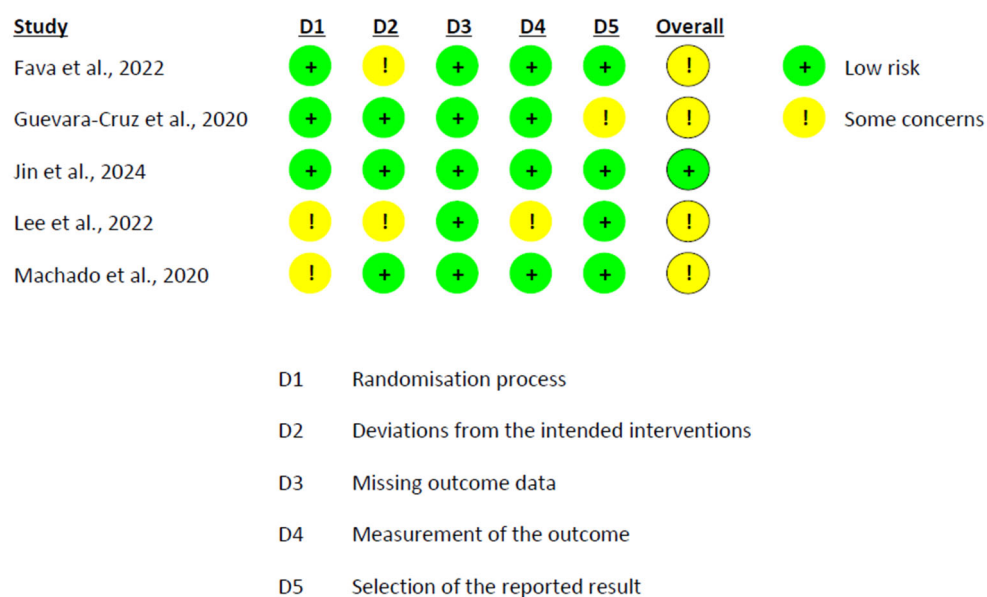 Study D1 D2 D3 D4 D5 Overall
Fava et al., 2022 + ! + + + !
+ Low risk
Guevara-Cruz et al., 2020 + + + + ! !
! Some concerns
Jin et al., 2024 + + + + + +
Lee et al., 2022 ! ! + ! + !
Machado et al., 2020 ! + + + + !
D1 Randomisation process
D2 Deviations from the intended interventions
D3 Missing outcome data
D4 Measurement of the outcome
D5 Selection of the reported result